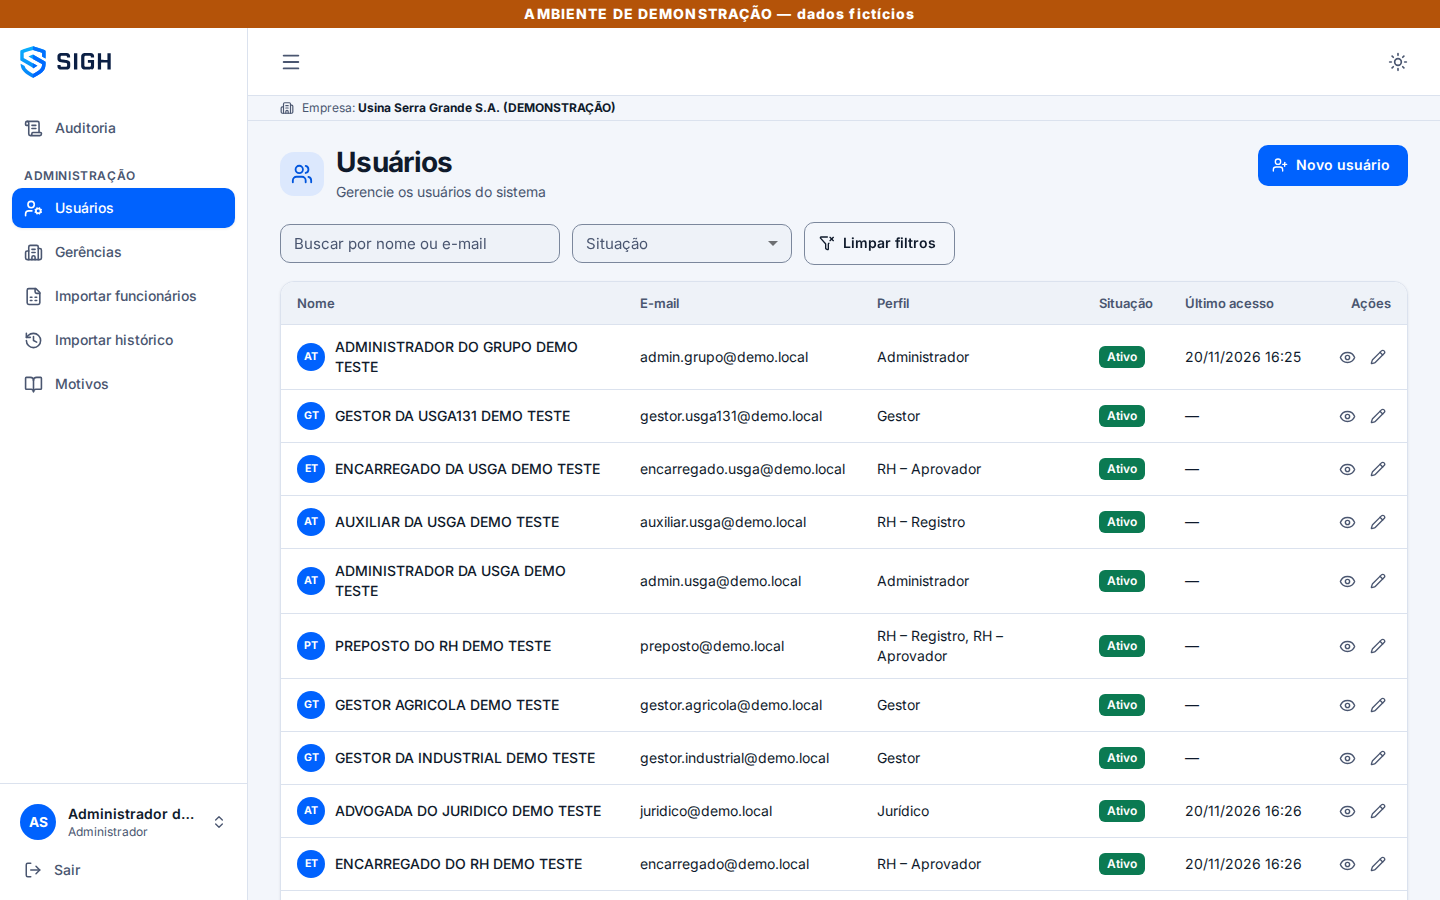 AMBIENTE DE DEMONSTRAÇÃO — dados fictícios
SIGH
Auditoria
ADMINISTRAÇÃO
Usuários
Gerências
Importar funcionários
Importar histórico
Motivos
AS
Administrador d...
Administrador
Sair
Empresa: Usina Serra Grande S.A. (DEMONSTRAÇÃO)
Usuários
Gerencie os usuários do sistema
Novo usuário
Buscar por nome ou e-mail
Situação
Limpar filtros
Nome E-mail Perfil Situação Último acesso Ações
AT ADMINISTRADOR DO GRUPO DEMO
TESTE admin.grupo@demo.local Administrador Ativo 20/11/2026 16:25
GT GESTOR DA USGA131 DEMO TESTE gestor.usga131@demo.local Gestor Ativo —
ET ENCARREGADO DA USGA DEMO TESTE encarregado.usga@demo.local RH – Aprovador Ativo —
AT AUXILIAR DA USGA DEMO TESTE auxiliar.usga@demo.local RH – Registro Ativo —
AT ADMINISTRADOR DA USGA DEMO
TESTE admin.usga@demo.local Administrador Ativo —
PT PREPOSTO DO RH DEMO TESTE preposto@demo.local RH – Registro, RH –
Aprovador Ativo —
GT GESTOR AGRICOLA DEMO TESTE gestor.agricola@demo.local Gestor Ativo —
GT GESTOR DA INDUSTRIAL DEMO TESTE gestor.industrial@demo.local Gestor Ativo —
AT ADVOGADA DO JURIDICO DEMO TESTE juridico@demo.local Jurídico Ativo 20/11/2026 16:26
ET ENCARREGADO DO RH DEMO TESTE encarregado@demo.local RH – Aprovador Ativo 20/11/2026 16:26